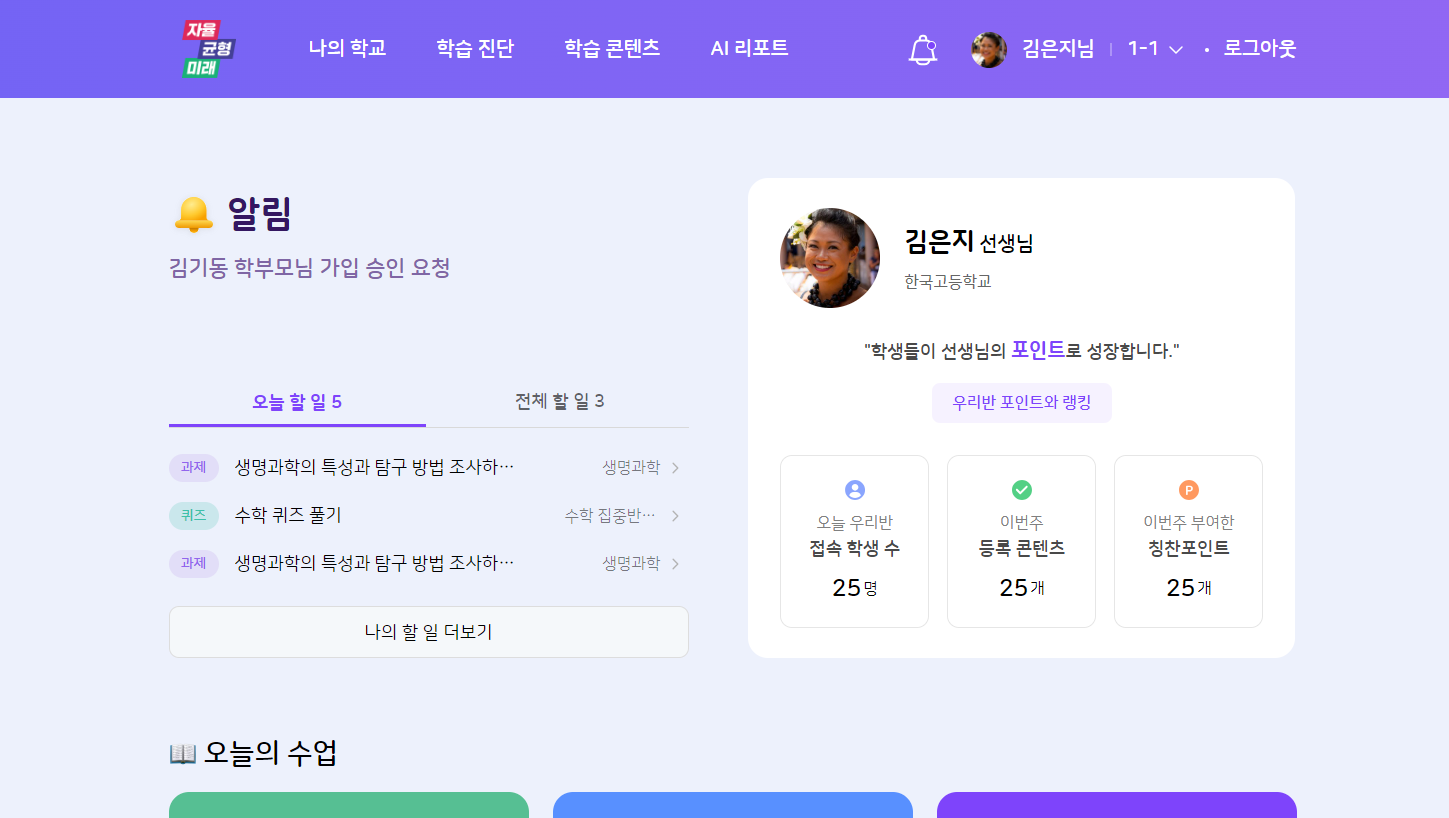 자율
균형
미래
나의 학교
학습 진단
학습 콘텐츠
AI 리포트
김은지님
1-1
로그아웃
알림
김기동 학부모님 가입 승인 요청
오늘 할 일 5
전체 할 일 3
과제
생명과학의 특성과 탐구 방법 조사하…
생명과학
퀴즈
수학 퀴즈 풀기
수학 집중반…
과제
생명과학의 특성과 탐구 방법 조사하…
생명과학
나의 할 일 더보기
김은지 선생님
한국고등학교
"학생들이 선생님의 포인트로 성장합니다."
우리반 포인트와 랭킹
오늘 우리반
접속 학생 수
25명
이번주
등록 콘텐츠
25개
P
이번주 부여한
칭찬포인트
25개
오늘의 수업